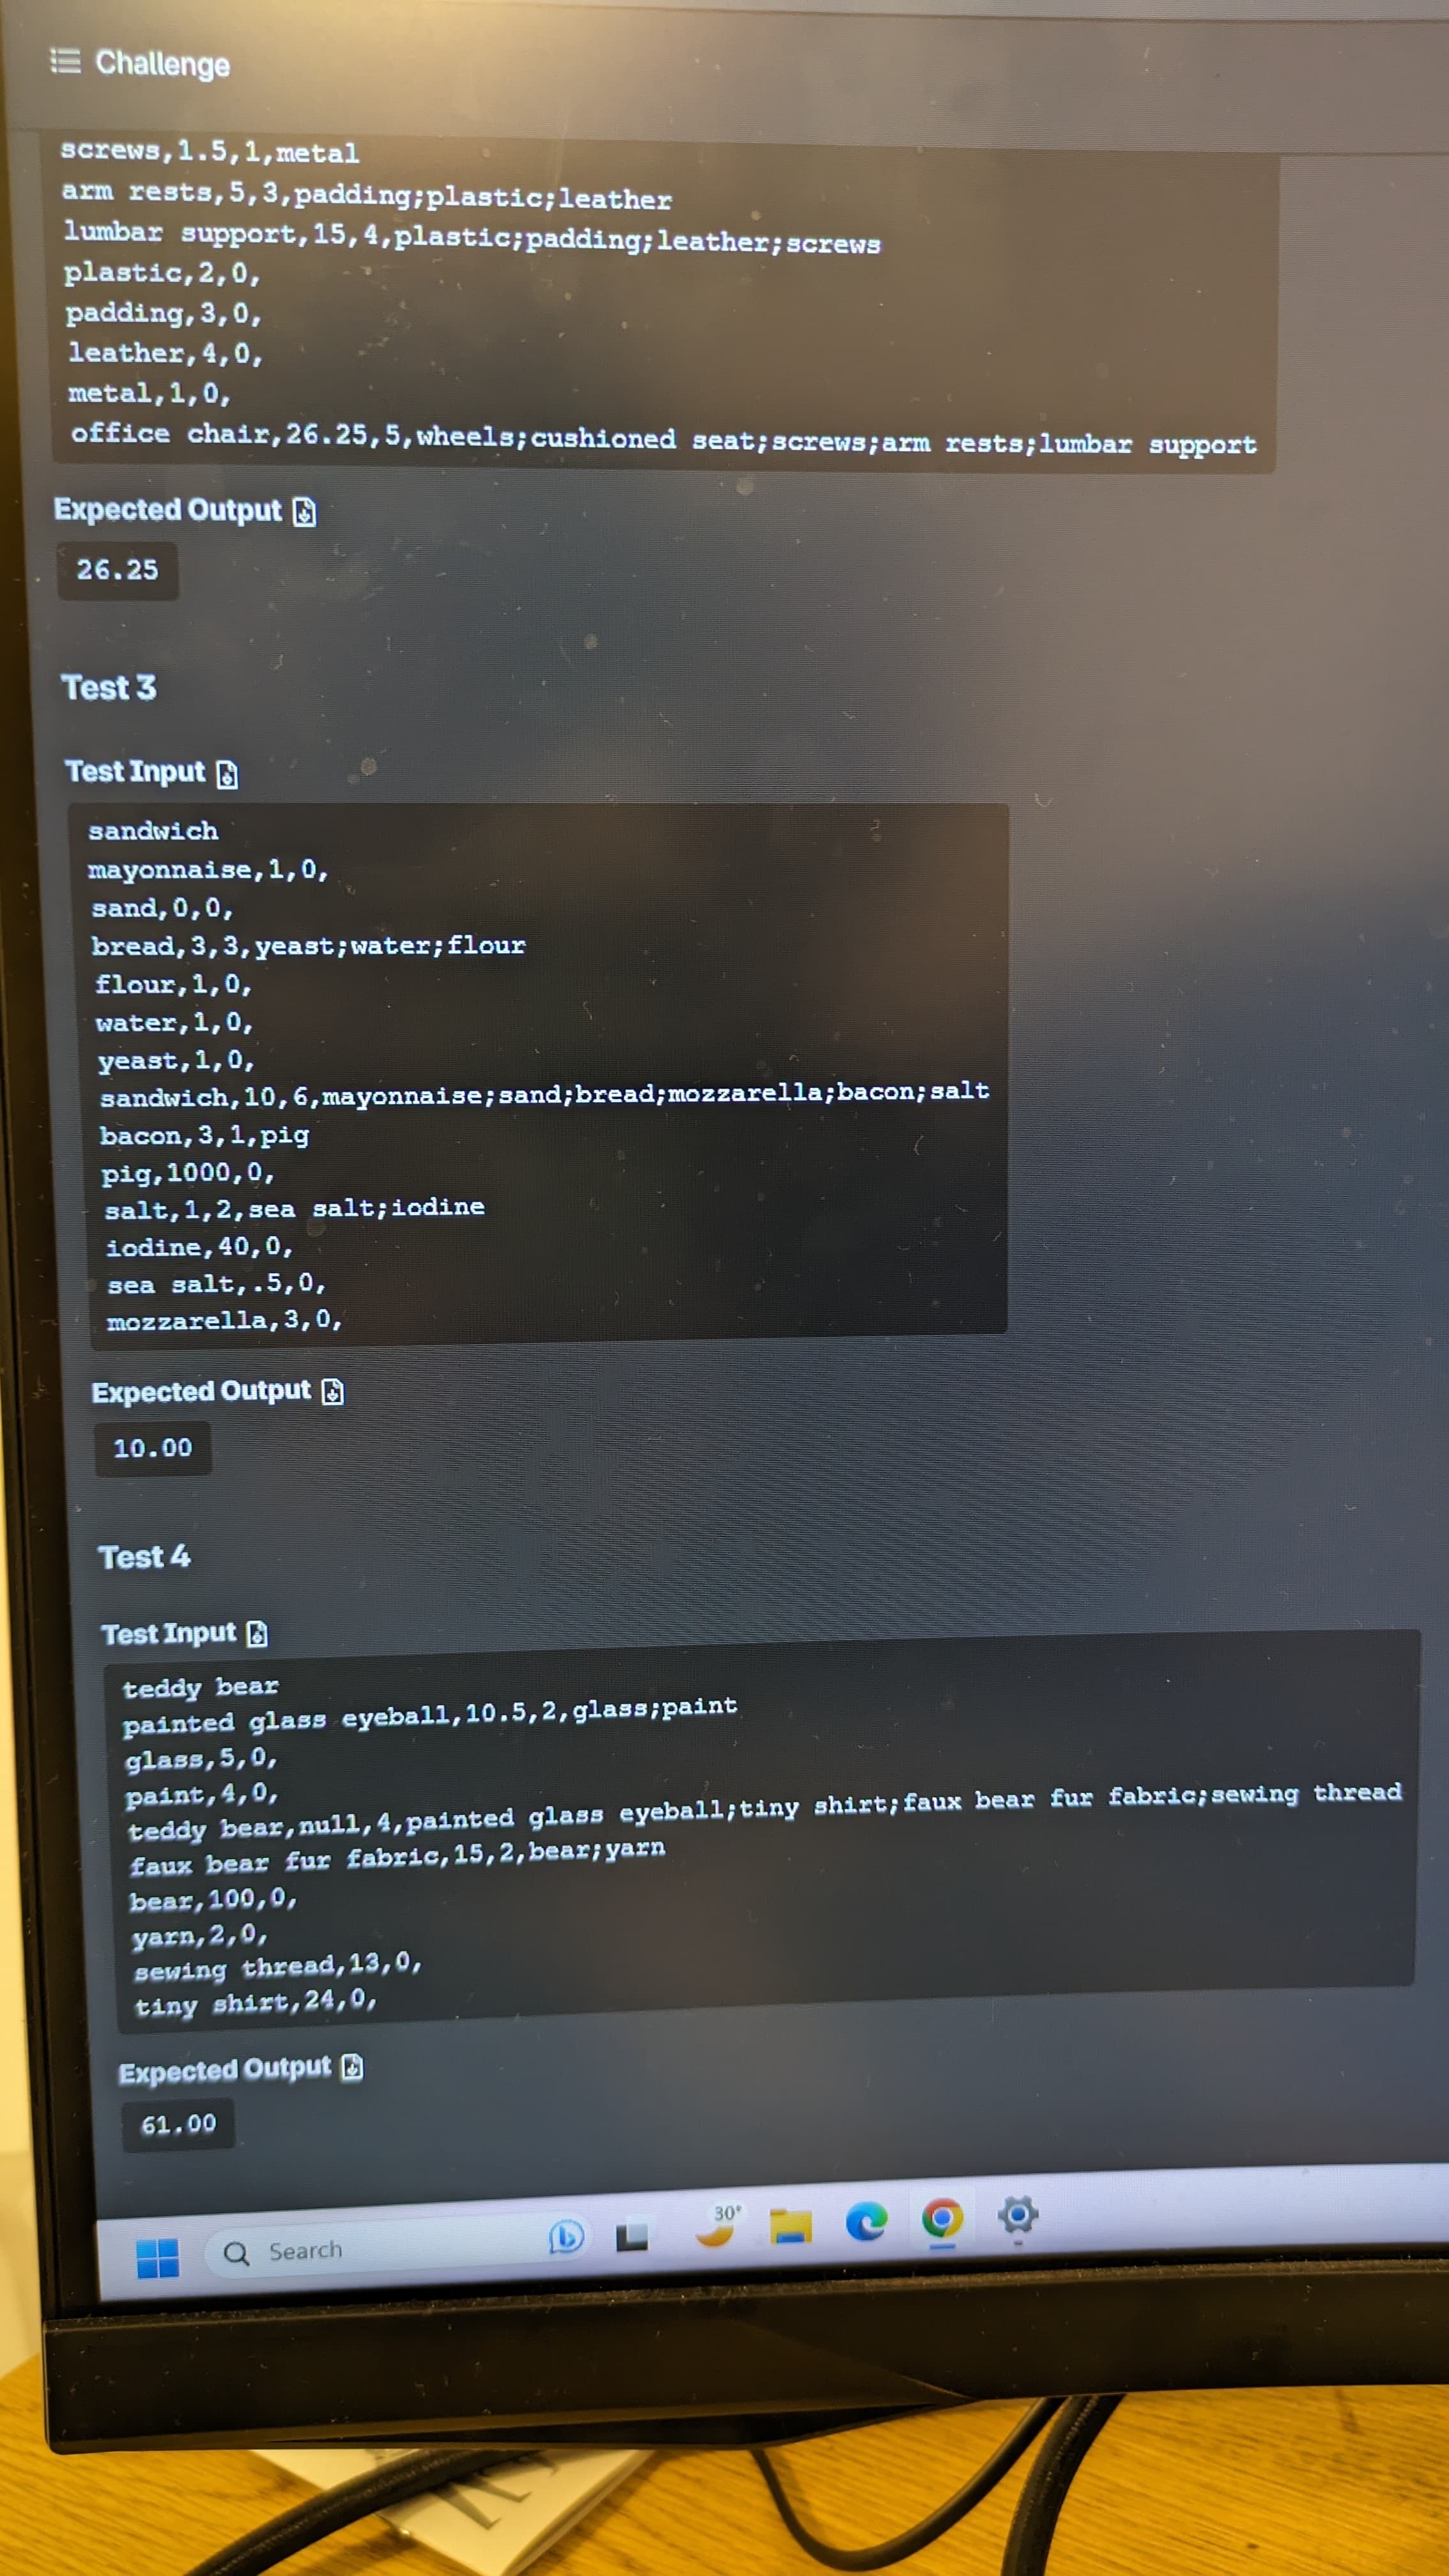 Challenge
screws,1.5,1,metal
arm rests,5,3,padding;plastic;leather
lumbar support,15,4,plastic;padding;leather;screws
plastic,2,0,
padding,3,0,
leather,4,0,
metal,1,0,
office chair,26.25,5,wheels;cushioned seat;screws;arm rests;lumbar support
Expected Output
26.25
Test 3
Test Input
sandwich
mayonnaise,1,0,
sand,0,0,
bread,3,3,yeast;water;flour
flour,1,0,
water,1,0,
yeast,1,0,
sandwich,10,6,mayonnaise;sand;bread;mozzarella;bacon;salt
bacon,3,1,pig
pig,1000,0,
salt,1,2,sea salt;iodine
iodine,40,0,
sea salt,.5,0,
mozzarella,3,0,
Expected Output
10.00
Test 4
Test Input
teddy bear
painted glass eyeball,10.5,2,glass;paint
glass,5,0,
paint,4,0,
teddy bear,null,4,painted glass eyeball;tiny shirt;faux bear fur fabric;sewing thread
faux bear fur fabric,15,2,bear;yarn
bear,100,0,
yarn,2,0,
sewing thread,13,0,
tiny shirt,24,0,
Expected Output
61.00
Search
30°